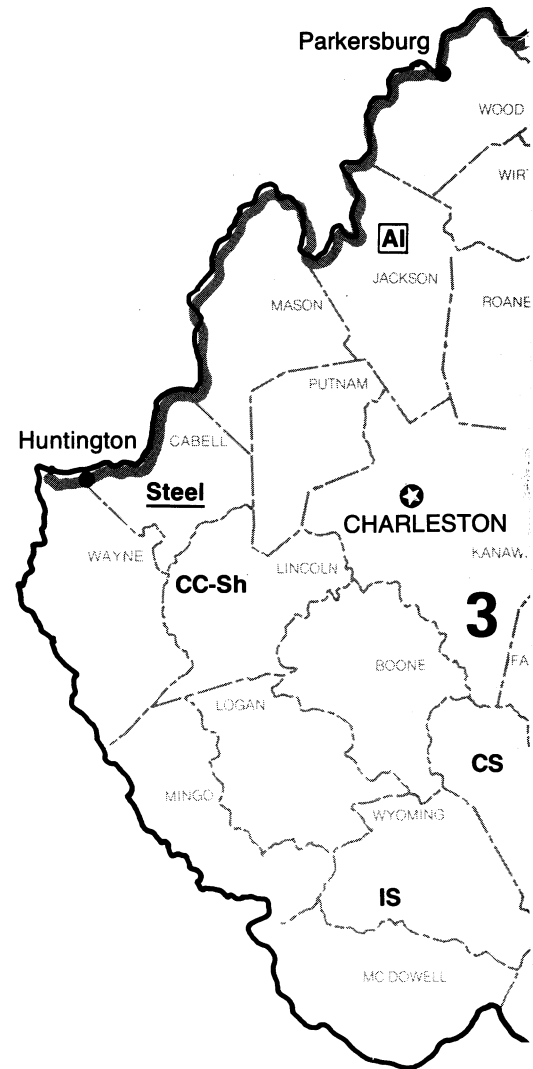 Parkersburg
WOOD
WIR
Al
JACKSON
MASON
ROANE
PUTNAM
Huntington
CABELL
Steel
CHARLESTON
WAYNE
LINCOLN
KANAW
CC-Sh
3
BOONE
FA
LOGAN
CS
MINGO
WYOMING
IS
MC DOWELL